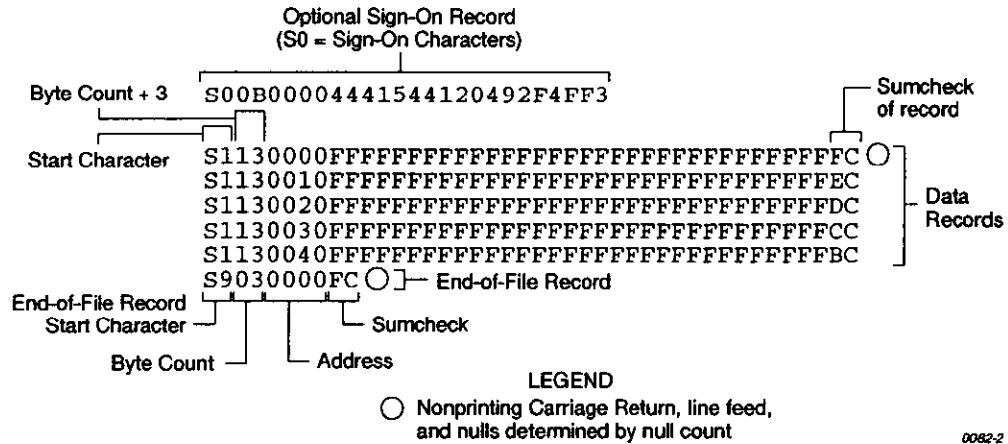 Optional Sign-On Record
(S0 = Sign-On Characters)
Byte Count + 3
S00B00004441544120492F4FF3
Sumcheck
of record
Start Character
S1130000FFFFFFFFFFFFFFFFFFFFFFFFFFFFFFFFFC
S1130010FFFFFFFFFFFFFFFFFFFFFFFFFFFFFFFFEC
S1130020FFFFFFFFFFFFFFFFFFFFFFFFFFFFFFFFDC
S1130030FFFFFFFFFFFFFFFFFFFFFFFFFFFFFFFFCC
S1130040FFFFFFFFFFFFFFFFFFFFFFFFFFFFFFFFBC
Data
Records
S9030000FC
End-of-File Record
End-of-File Record
Start Character
Sumcheck
Byte Count
Address
LEGEND
Nonprinting Carriage Return, line feed,
and nulls determined by null count
0082-2